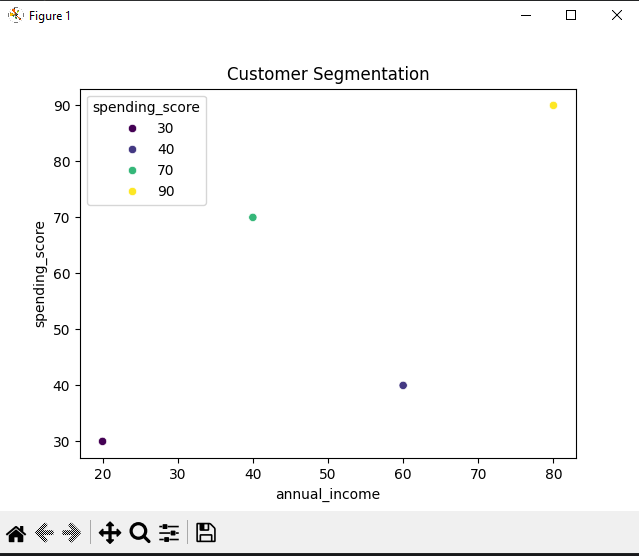 Figure 1
Customer Segmentation
spending_score
30
40
70
90
90
80
70
60
50
40
30
spending_score
20 30 40 50 60 70 80
annual_income